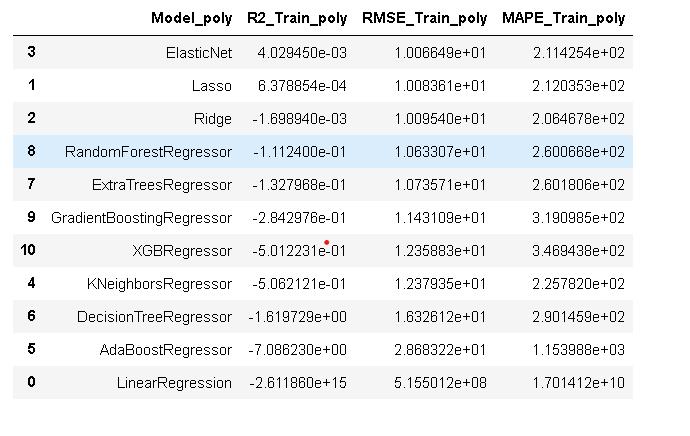 Model_poly R2_Train_poly RMSE_Train_poly MAPE_Train_poly
3 ElasticNet 4.029450e-03 1.006649e+01 2.114254e+02
1 Lasso 6.378854e-04 1.008361e+01 2.120353e+02
2 Ridge -1.698940e-03 1.009540e+01 2.064678e+02
8 RandomForestRegressor -1.112400e-01 1.063307e+01 2.600668e+02
7 ExtraTreesRegressor -1.327968e-01 1.073571e+01 2.601806e+02
9 GradientBoostingRegressor -2.842976e-01 1.143109e+01 3.190985e+02
10 XGBRegressor -5.012231e-01 1.235883e+01 3.469438e+02
4 KNeighborsRegressor -5.062121e-01 1.237935e+01 2.257820e+02
6 DecisionTreeRegressor -1.619729e+00 1.632612e+01 2.901459e+02
5 AdaBoostRegressor -7.086230e+00 2.868322e+01 1.153988e+03
0 LinearRegression -2.611860e+15 5.155012e+08 1.701412e+10